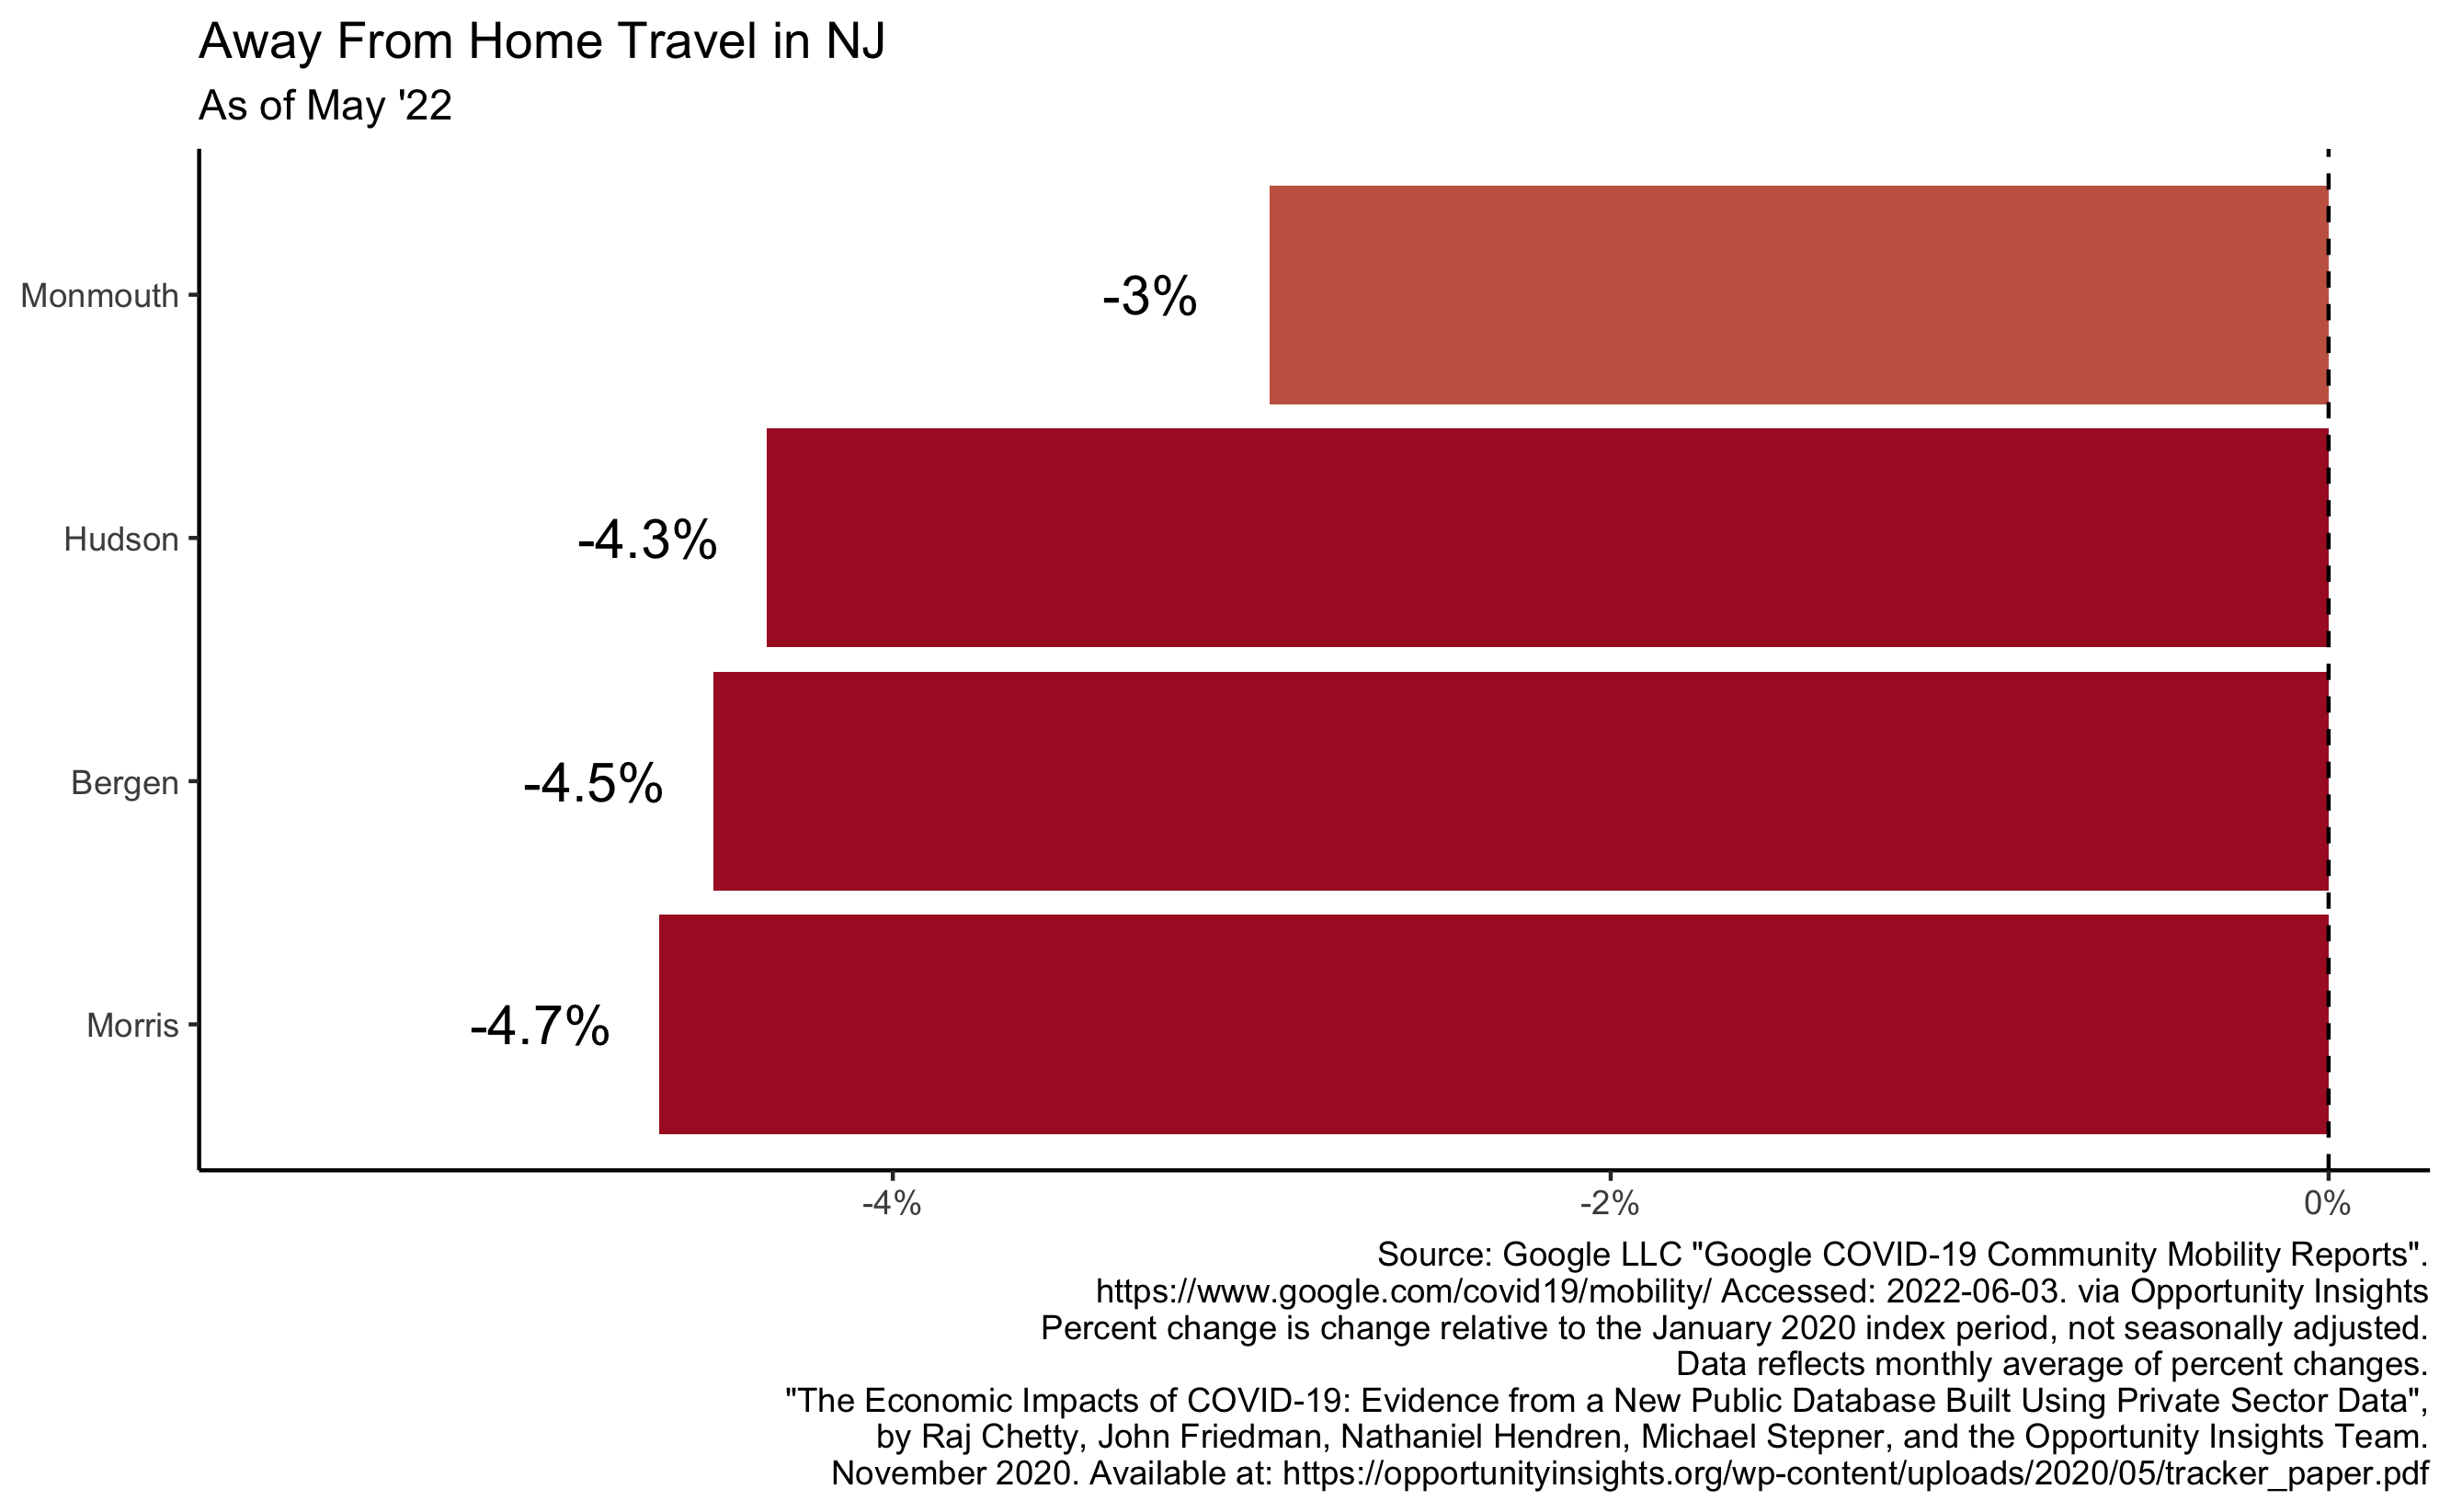 Away From Home Travel in NJ
As of May '22
Monmouth
-3%
Hudson
-4.3%
Bergen
-4.5%
Morris
-4.7%
-4%
-2%
0%
Source: Google LLC "Google COVID-19 Community Mobility Reports".
https://www.google.com/covid19/mobility/ Accessed: 2022-06-03. via Opportunity Insights
Percent change is change relative to the January 2020 index period, not seasonally adjusted.
Data reflects monthly average of percent changes.
"The Economic Impacts of COVID-19: Evidence from a New Public Database Built Using Private Sector Data",
by Raj Chetty, John Friedman, Nathaniel Hendren, Michael Stepner, and the Opportunity Insights Team.
November 2020. Available at: https://opportunityinsights.org/wp-content/uploads/2020/05/tracker_paper.pdf